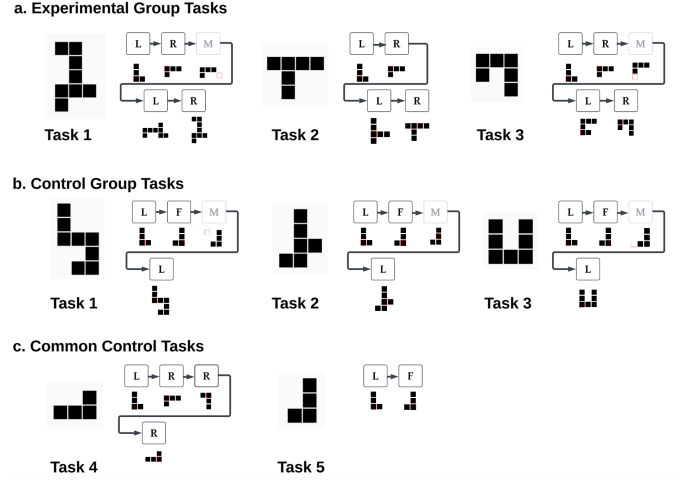 a. Experimental Group Tasks
L R M L R M
L R
L R L R L R
Task 1 Task 2 Task 3
b. Control Group Tasks
L F M L F M L F M
L L L
Task 1 Task 2 Task 3
c. Common Control Tasks
L R R L F
R
Task 4 Task 5